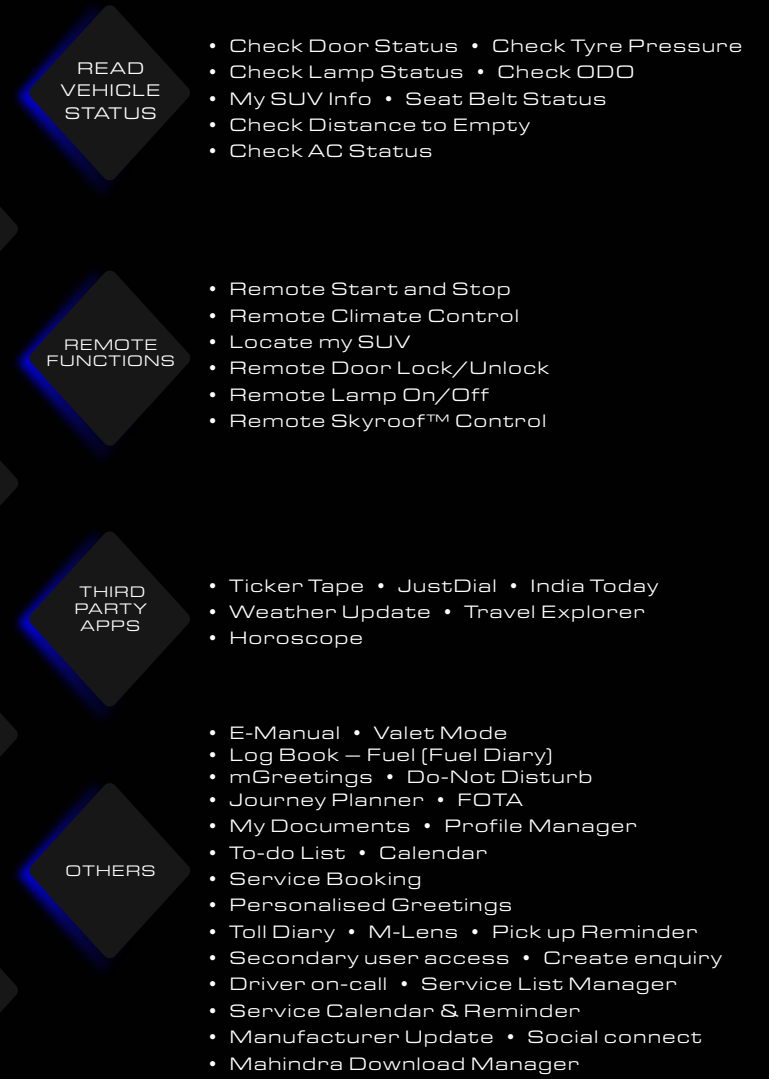 READ
VEHICLE
STATUS
• Check Door Status • Check Tyre Pressure
• Check Lamp Status • Check ODO
• My SUV Info • Seat Belt Status
• Check Distance to Empty
• Check AC Status
REMOTE
FUNCTIONS
• Remote Start and Stop
• Remote Climate Control
• Locate my SUV
• Remote Door Lock/Unlock
• Remote Lamp On/Off
• Remote Skyroof™ Control
THIRD
PARTY
APPS
• Ticker Tape • JustDial • India Today
• Weather Update • Travel Explorer
• Horoscope
OTHERS
• E-Manual • Valet Mode
• Log Book – Fuel (Fuel Diary)
• mGreetings • Do-Not Disturb
• Journey Planner • FOTA
• My Documents • Profile Manager
• To-do List • Calendar
• Service Booking
• Personalised Greetings
• Toll Diary • M-Lens • Pick up Reminder
• Secondary user access • Create enquiry
• Driver on-call • Service List Manager
• Service Calendar & Reminder
• Manufacturer Update • Social connect
• Mahindra Download Manager